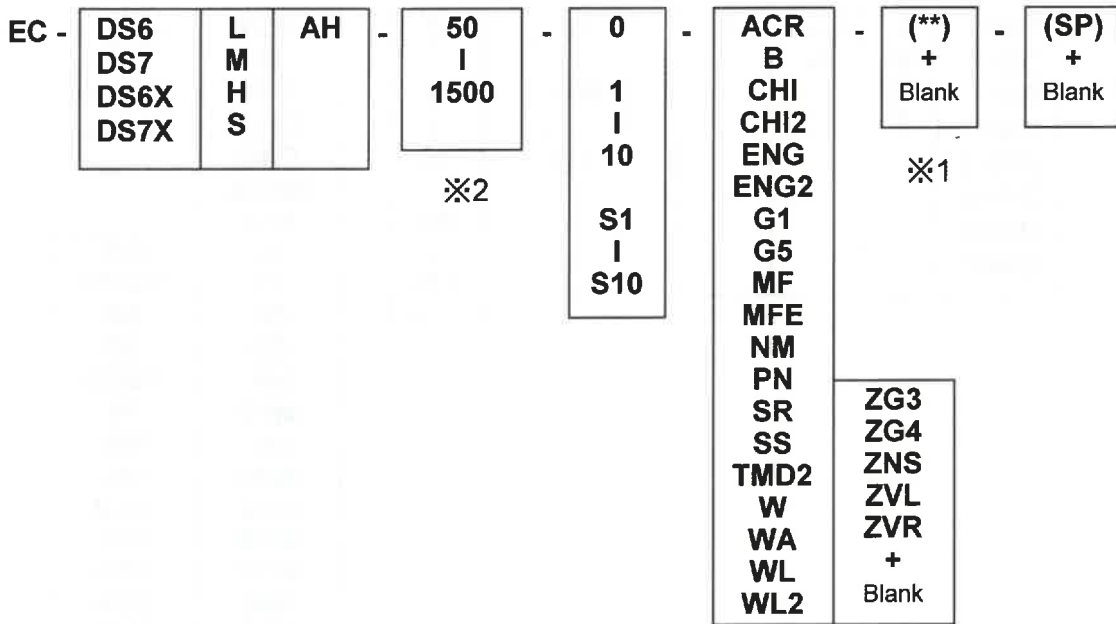 EC - DS6 L AH - 50 - 0 - ACR - (**) - (SP)
DS7 M I B + +
DS6X H 1500 1 CHI Blank Blank
DS7X S I CHI2
10 ENG ※1
※2 ENG2
S1 G1
I G5
S10 MF
MFE
NM
PN
SR ZG3
SS ZG4
TMD2 ZNS
W ZVL
WA ZVR
WL +
WL2 Blank